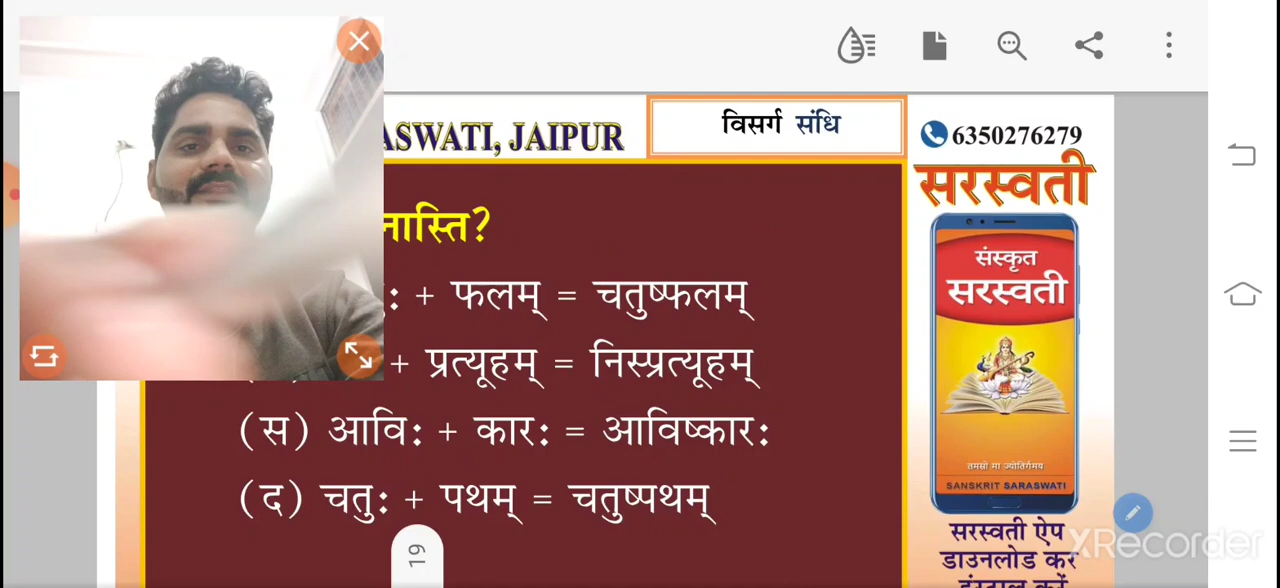 ASWATI, JAIPUR
विसर्ग संधि
6350276279
सरस्वती
नास्ति?
: + फलम् = चतुष्फलम्
+ प्रत्यूहम् = निस्प्रत्यूहम्
(स) आवि: + कार: = आविष्कार:
(द) चतु: + पथम् = चतुष्पथम्
19
संस्कृत
सरस्वती
तमसो मा ज्योतिर्गमय
SANSKRIT SARASWATI
सरस्वती ऐप
डाउनलोड कर
XRecorder